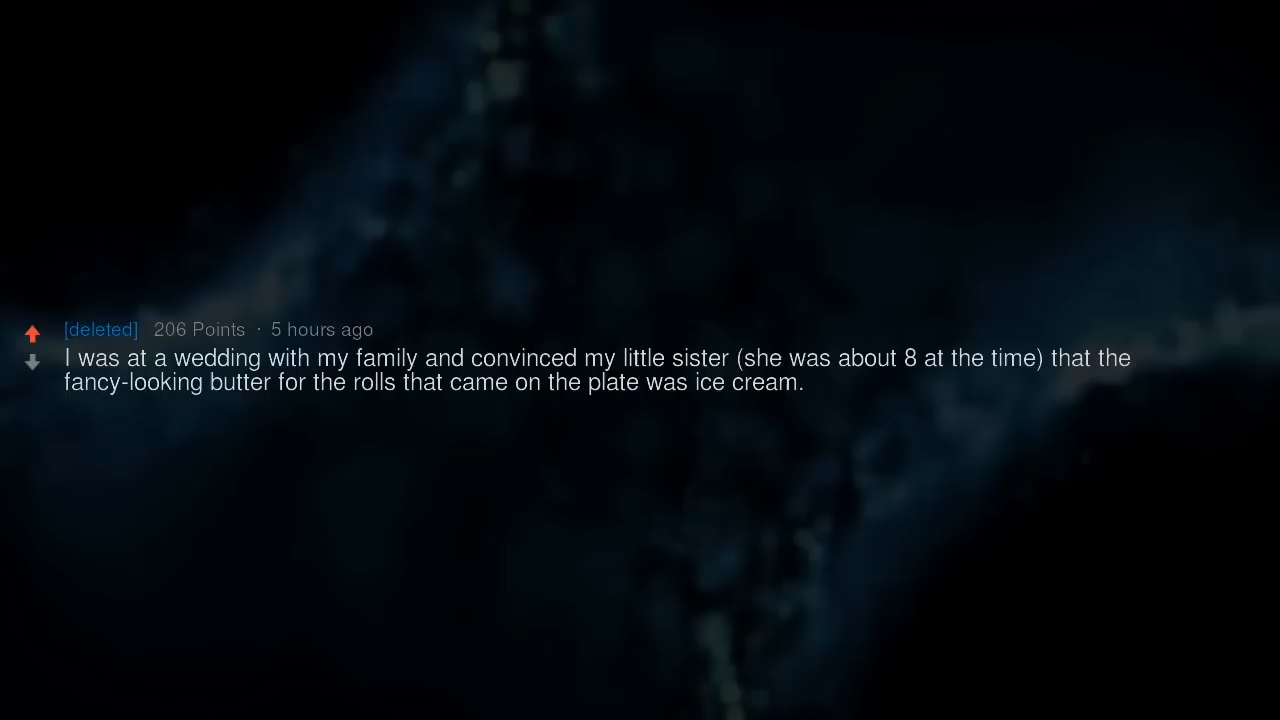 [deleted] 206 Points · 5 hours ago
I was at a wedding with my family and convinced my little sister (she was about 8 at the time) that the
fancy-looking butter for the rolls that came on the plate was ice cream.